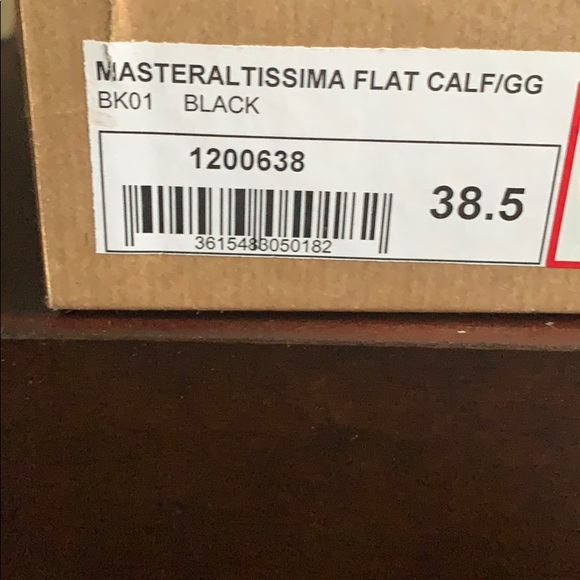 MASTERALTISSIMA FLAT CALF/GG
BK01 BLACK
1200638
38.5
3615483050182